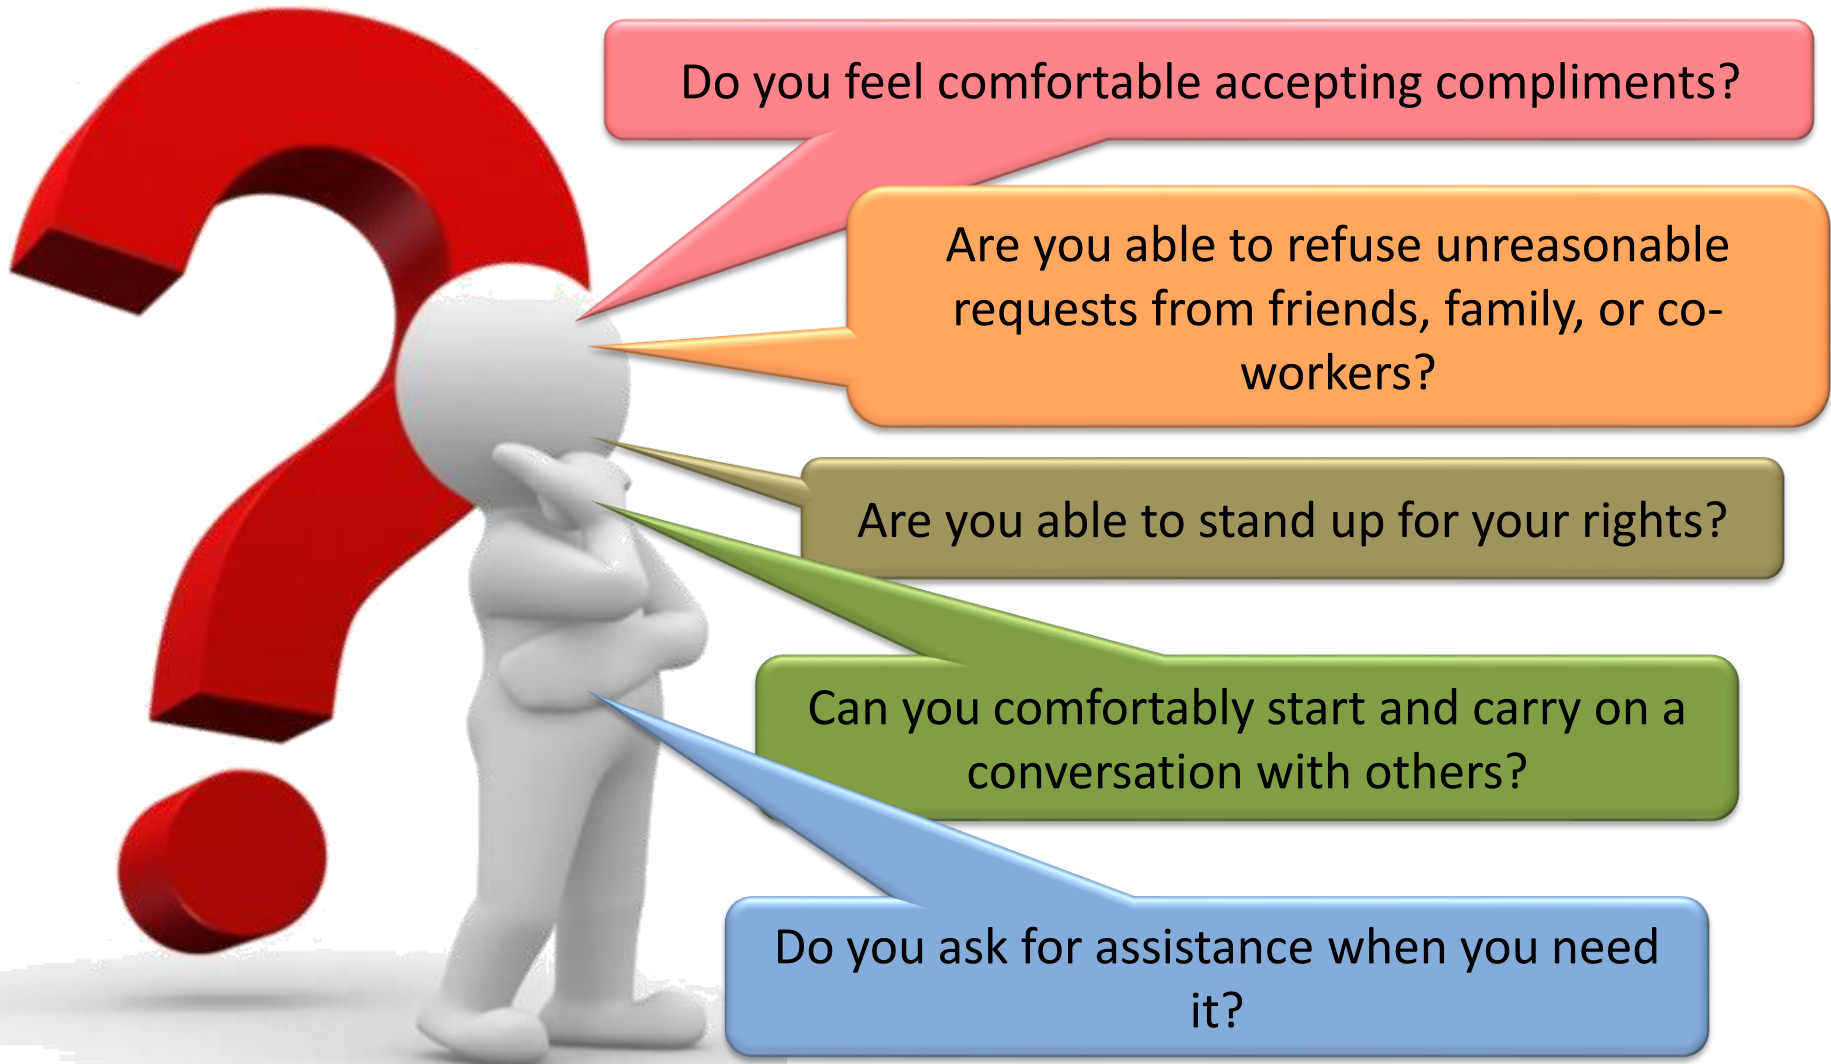 Do you feel comfortable accepting compliments?
Are you able to refuse unreasonable
requests from friends, family, or co-
workers?
Are you able to stand up for your rights?
Can you comfortably start and carry on a
conversation with others?
Do you ask for assistance when you need
it?